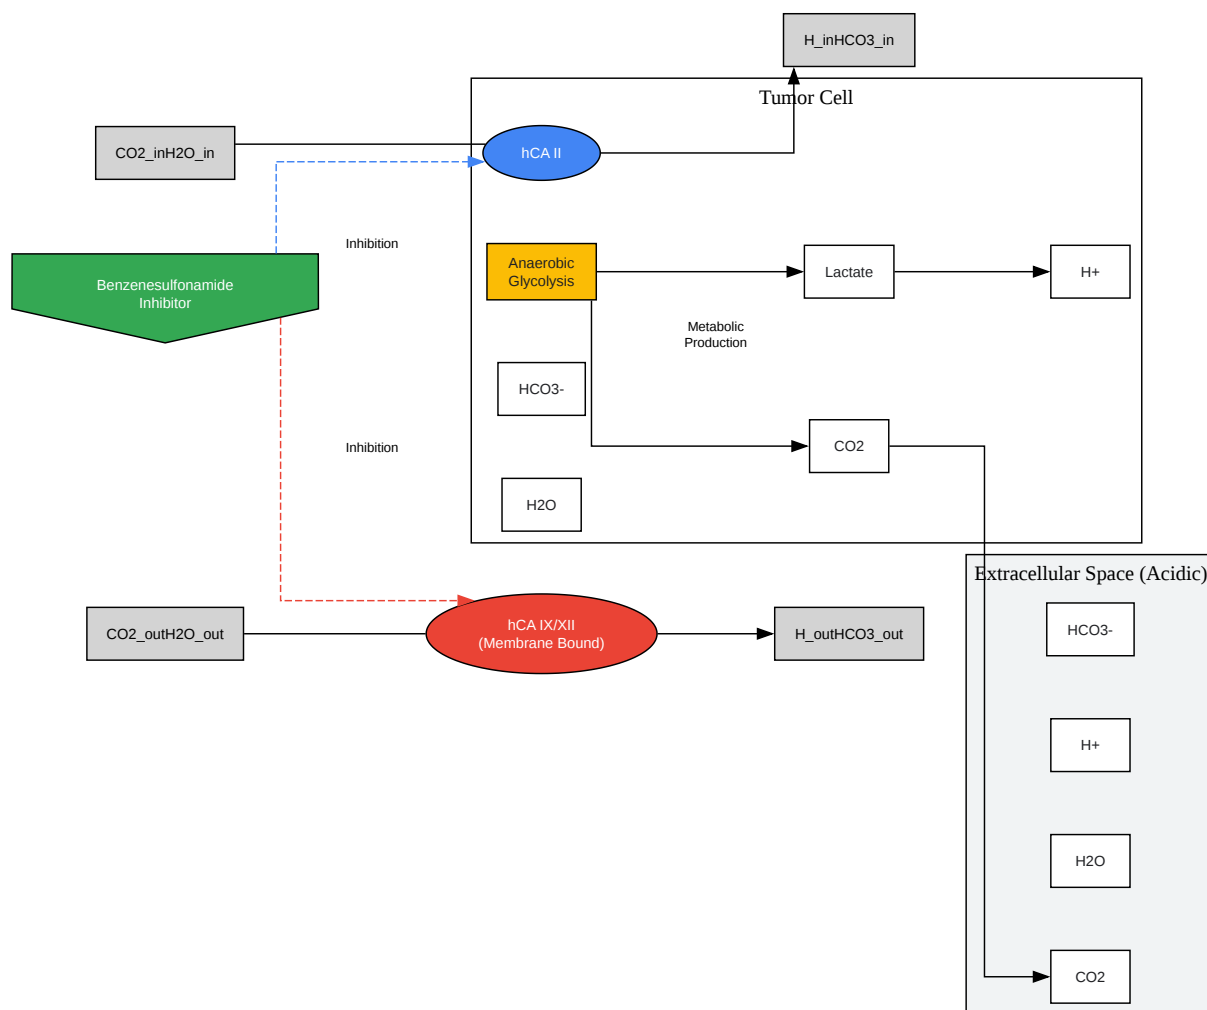 H_inHCO3_in
Tumor Cell
CO2_inH2O_in
hCA II
Inhibition
Benzenesulfonamide
Inhibitor
Anaerobic
Glycolysis
Lactate
H+
Metabolic
Production
HCO3-
Inhibition
CO2
H2O
Extracellular Space (Acidic)
CO2_outH2O_out
hCA IX/XII
(Membrane Bound)
H_outHCO3_out
HCO3-
H+
H2O
CO2